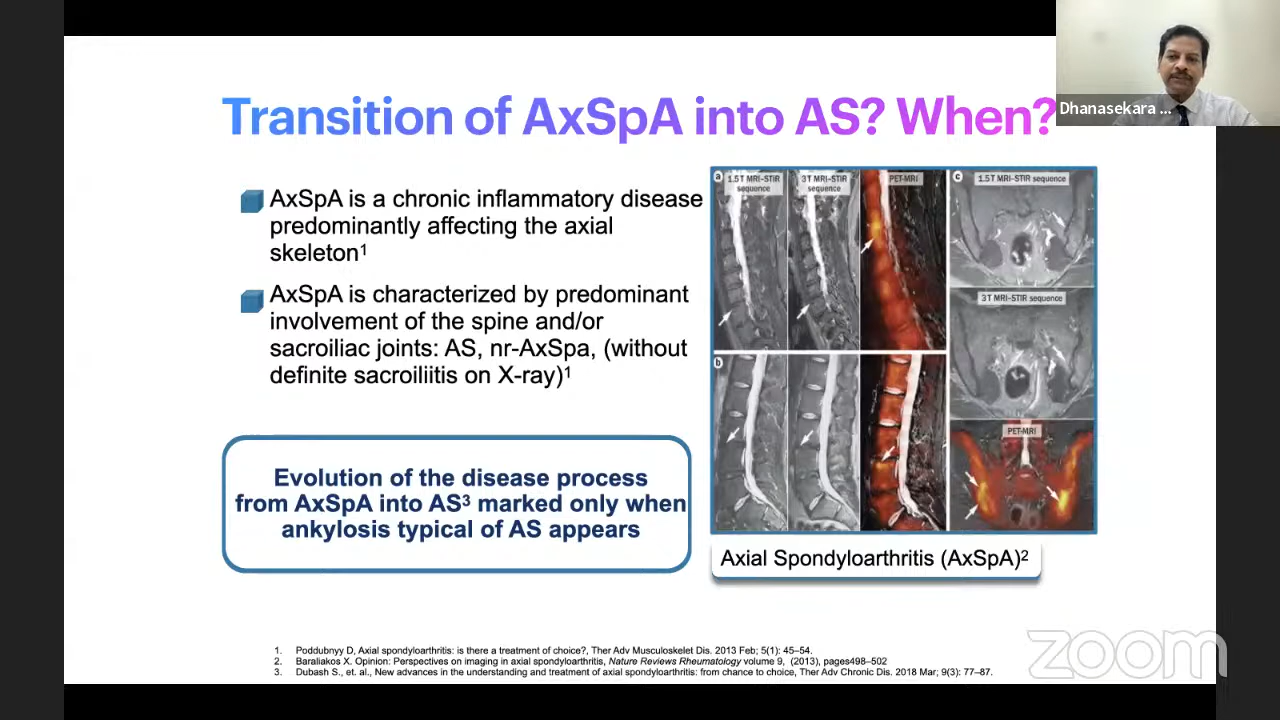 Dhanasekara ...
Transition of AxSpA into AS? When?
AxSpA is a chronic inflammatory disease
predominantly affecting the axial
skeleton1
AxSpA is characterized by predominant
involvement of the spine and/or
sacroiliac joints: AS, nr-AxSpa, (without
definite sacroiliitis on X-ray)1
Evolution of the disease process
from AxSpA into AS3 marked only when
ankylosis typical of AS appears
a
1.5 T MRI-STIR
sequence
3T MRI-STIR
sequence
PET-MRI
b
c
1.5T MRI-STIR sequence
3T MRI-STIR sequence
PET-MRI
Axial Spondyloarthritis (AxSpA)2
1. Poddubnyy D, Axial spondyloarthritis: is there a treatment of choice?, Ther Adv Musculoskelet Dis. 2013 Feb; 5(1): 45–54.
2. Baraliakos X. Opinion: Perspectives on imaging in axial spondyloarthritis, Nature Reviews Rheumatology volume 9, (2013), pages498–502
3. Dubash S., et. al., New advances in the understanding and treatment of axial spondyloarthritis: from chance to choice, Ther Adv Chronic Dis. 2018 Mar; 9(3): 77–87.
zoom